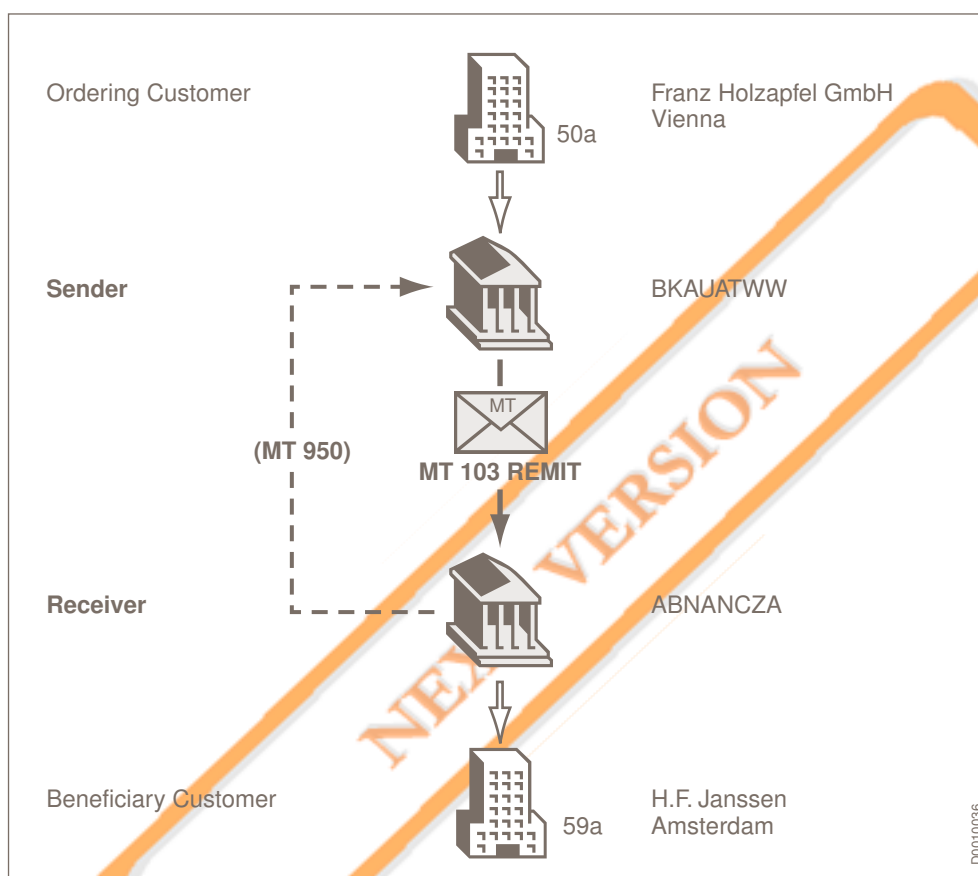 Ordering Customer
50a
Franz Holzapfel GmbH
Vienna
Sender
BKAUATWW
MT
(MT 950)
MT 103 REMIT
Receiver
ABNANCZA
NEXT VERSION
Beneficiary Customer
59a
H.F. Janssen
Amsterdam
D0010036